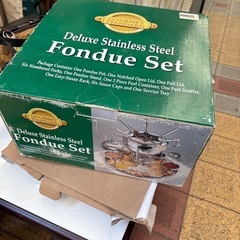 Deluxe Stainless Steel
Fondue Set
Package Contains: One Fondue Pot, One Notched Open Lid, One Full Lid,
Six Numbered Forks, One Fondue Stand, One 2 Piece Fuel Container, One Fuel Snuffer,
One Lazy-Susan Rack, Six Sauce Cups and One Service Tray
Deluxe Stainless Steel
Fondue Set